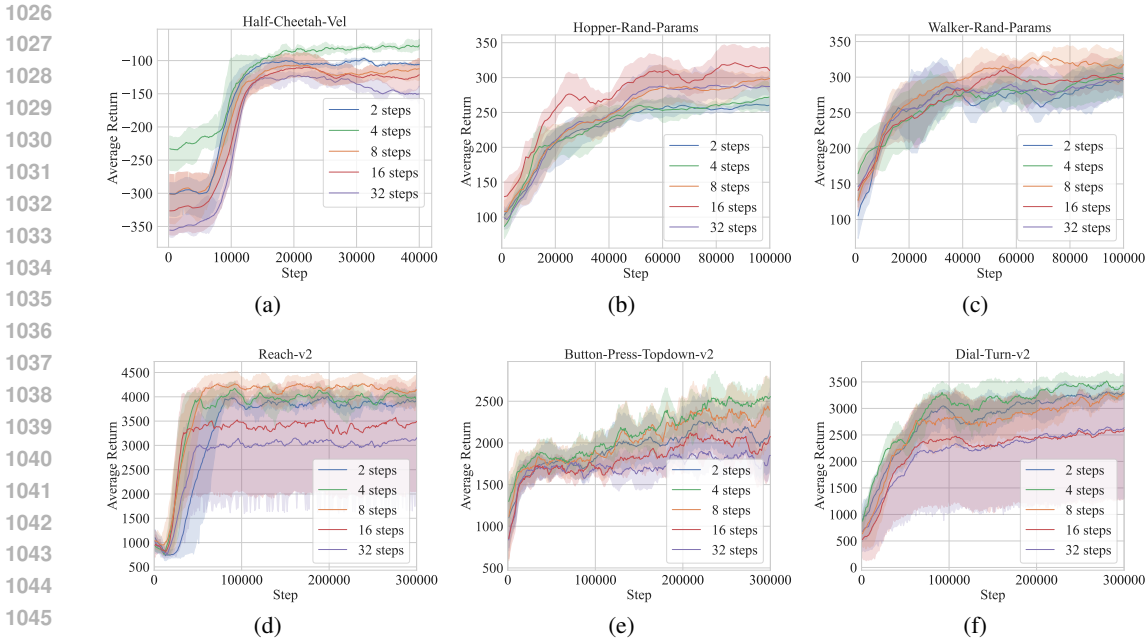 1026
1027
1028
1029
1030
1031
1032
1033
1034
1035
1036
1037
1038
1039
1040
1041
1042
1043
1044
1045
Half-Cheetah-Vel
Average Return
−100
−150
−200
−250
−300
−350
2 steps
4 steps
8 steps
16 steps
32 steps
0 10000 20000 30000 40000
Step
(a)
Hopper-Rand-Params
Average Return
350
300
250
200
150
100
2 steps
4 steps
8 steps
16 steps
32 steps
0 20000 40000 60000 80000 100000
Step
(b)
Walker-Rand-Params
Average Return
350
300
250
200
150
100
2 steps
4 steps
8 steps
16 steps
32 steps
0 20000 40000 60000 80000 100000
Step
(c)
Reach-v2
Average Return
4500
4000
3500
3000
2500
2000
1500
1000
500
2 steps
4 steps
8 steps
16 steps
32 steps
0 100000 200000 300000
Step
(d)
Button-Press-Topdown-v2
Average Return
2500
2000
1500
1000
500
2 steps
4 steps
8 steps
16 steps
32 steps
0 100000 200000 300000
Step
(e)
Dial-Turn-v2
Average Return
3500
3000
2500
2000
1500
1000
500
0
2 steps
4 steps
8 steps
16 steps
32 steps
0 100000 200000 300000
Step
(f)